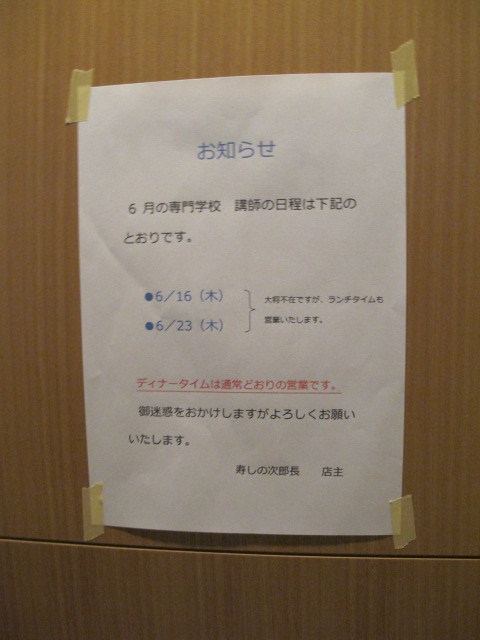 お知らせ
6 月の専門学校 講師の日程は下記の
とおりです。
●6/16（木）
●6/23（木）
大将不在ですが、ランチタイムも
営業いたします。
ディナータイムは通常どおりの営業です。
御迷惑をおかけしますがよろしくお願い
いたします。
寿しの次郎長 店主